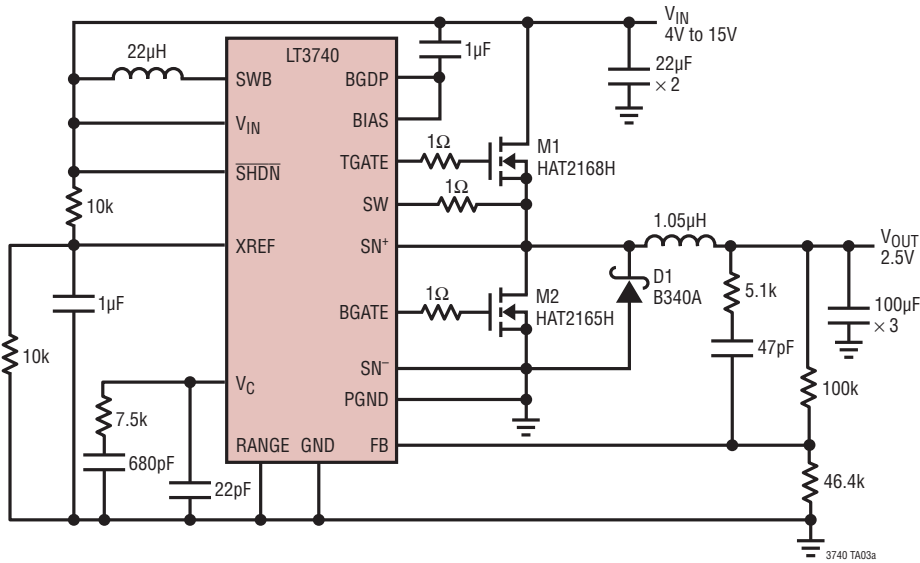 V_IN
4V to 15V
22µH
LT3740
1µF
22µF
× 2
SWB
BGDP
V_IN
BIAS
1Ω
M1
HAT2168H
TGATE
SHDN
1Ω
SW
10k
1.05µH
XREF
SN+
V_OUT
2.5V
1µF
1Ω
M2
HAT2165H
D1
B340A
5.1k
BGATE
100µF
× 3
10k
47pF
SN–
V_C
100k
PGND
7.5k
RANGE
GND
FB
680pF
22pF
46.4k
3740 TA03a